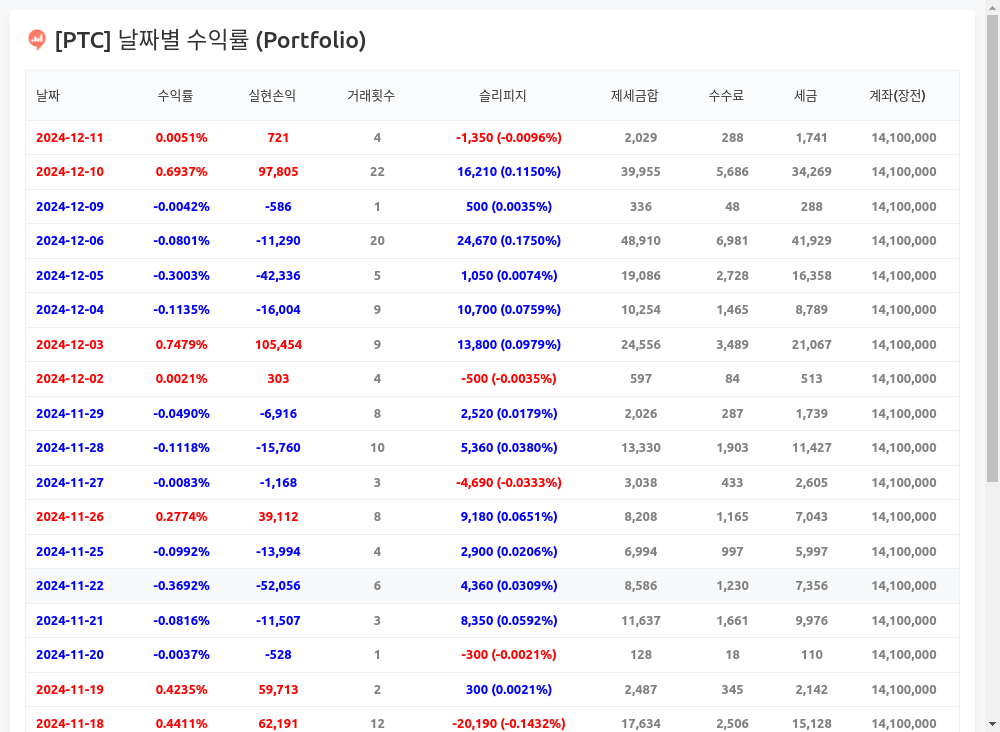 [PTC] 날짜별 수익률 (Portfolio)
날짜 수익률 실현손익 거래횟수 슬리피지 제세금합 수수료 세금 계좌(장전)
2024-12-11 0.0051% 721 4 -1,350 (-0.0096%) 2,029 288 1,741 14,100,000
2024-12-10 0.6937% 97,805 22 16,210 (0.1150%) 39,955 5,686 34,269 14,100,000
2024-12-09 -0.0042% -586 1 500 (0.0035%) 336 48 288 14,100,000
2024-12-06 -0.0801% -11,290 20 24,670 (0.1750%) 48,910 6,981 41,929 14,100,000
2024-12-05 -0.3003% -42,336 5 1,050 (0.0074%) 19,086 2,728 16,358 14,100,000
2024-12-04 -0.1135% -16,004 9 10,700 (0.0759%) 10,254 1,465 8,789 14,100,000
2024-12-03 0.7479% 105,454 9 13,800 (0.0979%) 24,556 3,489 21,067 14,100,000
2024-12-02 0.0021% 303 4 -500 (-0.0035%) 597 84 513 14,100,000
2024-11-29 -0.0490% -6,916 8 2,520 (0.0179%) 2,026 287 1,739 14,100,000
2024-11-28 -0.1118% -15,760 10 5,360 (0.0380%) 13,330 1,903 11,427 14,100,000
2024-11-27 -0.0083% -1,168 3 -4,690 (-0.0333%) 3,038 433 2,605 14,100,000
2024-11-26 0.2774% 39,112 8 9,180 (0.0651%) 8,208 1,165 7,043 14,100,000
2024-11-25 -0.0992% -13,994 4 2,900 (0.0206%) 6,994 997 5,997 14,100,000
2024-11-22 -0.3692% -52,056 6 4,360 (0.0309%) 8,586 1,230 7,356 14,100,000
2024-11-21 -0.0816% -11,507 3 8,350 (0.0592%) 11,637 1,661 9,976 14,100,000
2024-11-20 -0.0037% -528 1 -300 (-0.0021%) 128 18 110 14,100,000
2024-11-19 0.4235% 59,713 2 300 (0.0021%) 2,487 345 2,142 14,100,000
2024-11-18 0.4411% 62,191 12 -20,190 (-0.1432%) 17,634 2,506 15,128 14,100,000